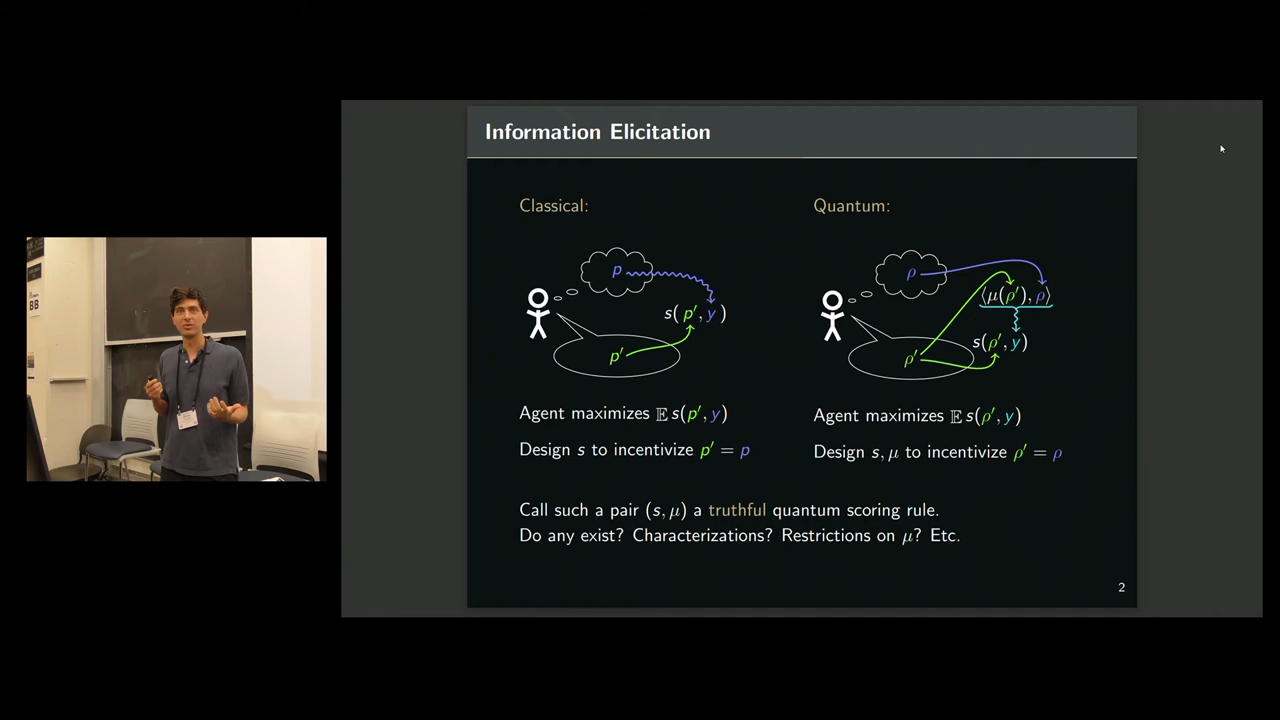 Information Elicitation
Classical:
p
s( p′, y )
p′
Agent maximizes 𝔼 s(p′, y)
Design s to incentivize p′ = p
Quantum:
ρ
⟨μ(ρ′), ρ⟩
s(ρ′, y)
ρ′
Agent maximizes 𝔼 s(ρ′, y)
Design s, μ to incentivize ρ′ = ρ
Call such a pair (s, μ) a truthful quantum scoring rule.
Do any exist? Characterizations? Restrictions on μ? Etc.
2
BB